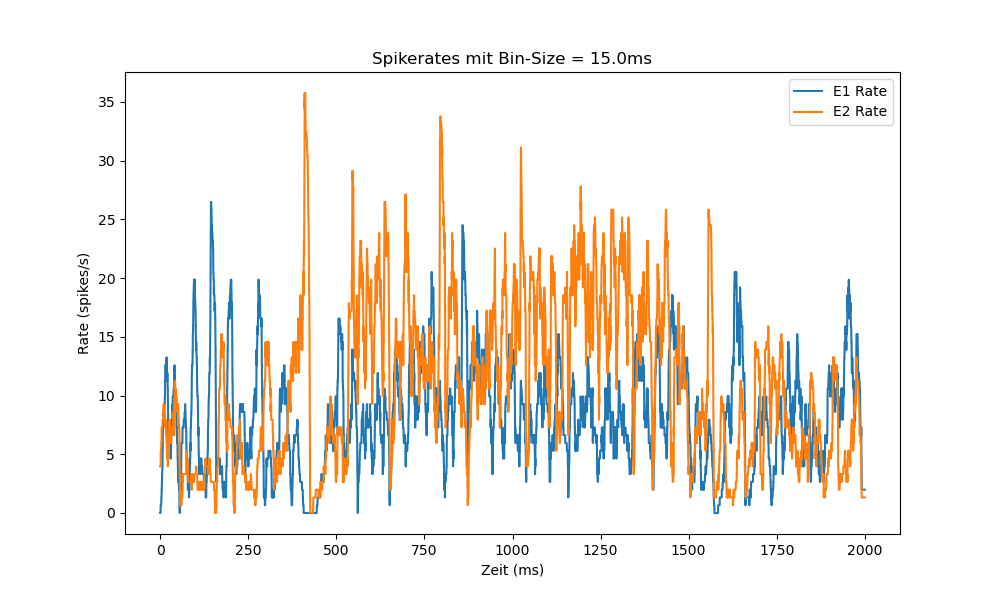 Spikerates mit Bin-Size = 15.0ms
E1 Rate
E2 Rate
Rate (spikes/s)
35
30
25
20
15
10
5
0
0 250 500 750 1000 1250 1500 1750 2000
Zeit (ms)